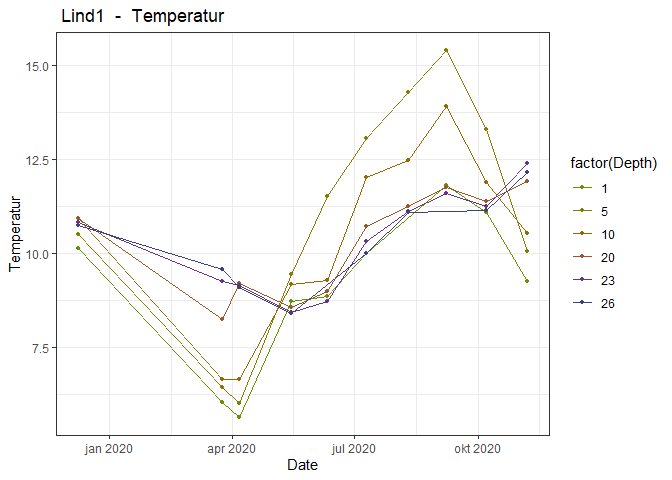 Lind1 - Temperatur
15.0
12.5
10.0
7.5
Temperatur
jan 2020
apr 2020
jul 2020
okt 2020
Date
factor(Depth)
1
5
10
20
23
26